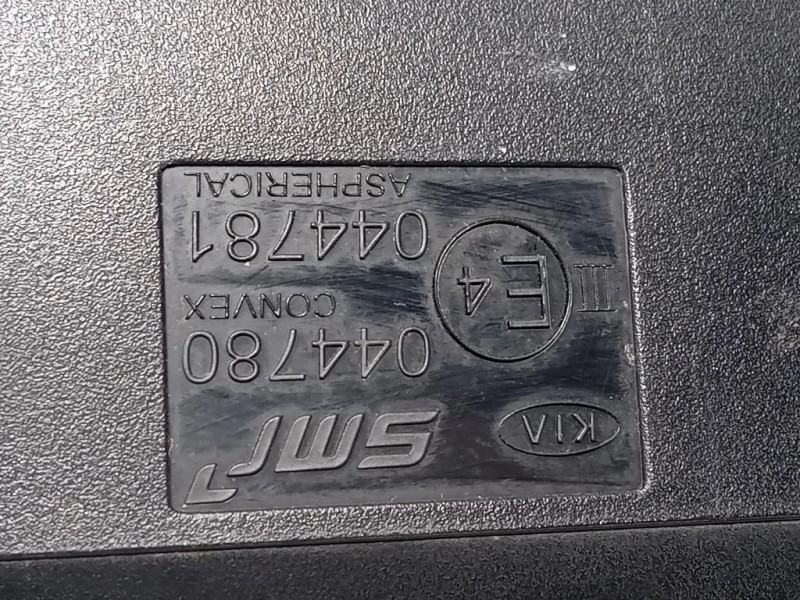 KIA SMR
III E4 044780
CONVEX
044781
ASPHERICAL